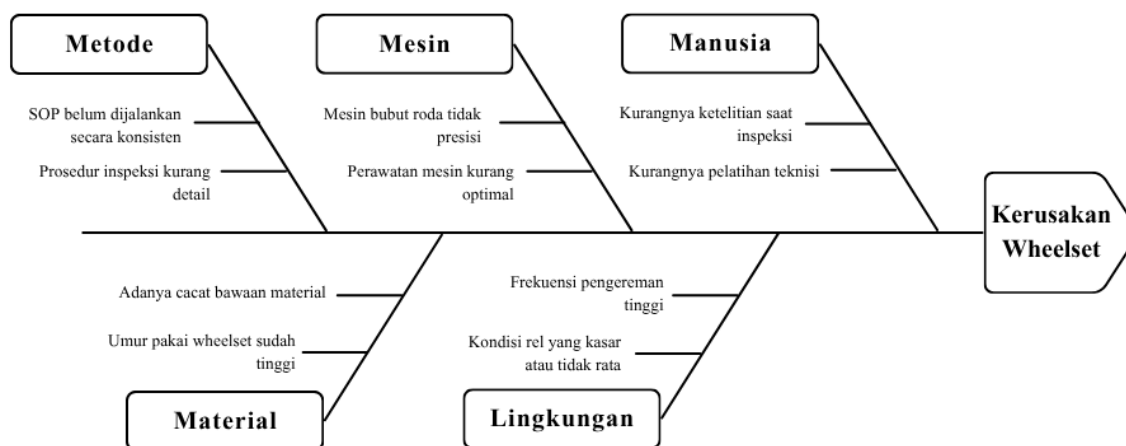 Metode
Mesin
Manusia
SOP belum dijalankan
secara konsisten
Prosedur inspeksi kurang
detail
Mesin bubut roda tidak
presisi
Perawatan mesin kurang
optimal
Kurangnya ketelitian saat
inspeksi
Kurangnya pelatihan teknisi
Kerusakan
Wheelset
Adanya cacat bawaan material
Umur pakai wheelset sudah
tinggi
Frekuensi pengereman
tinggi
Kondisi rel yang kasar
atau tidak rata
Material
Lingkungan